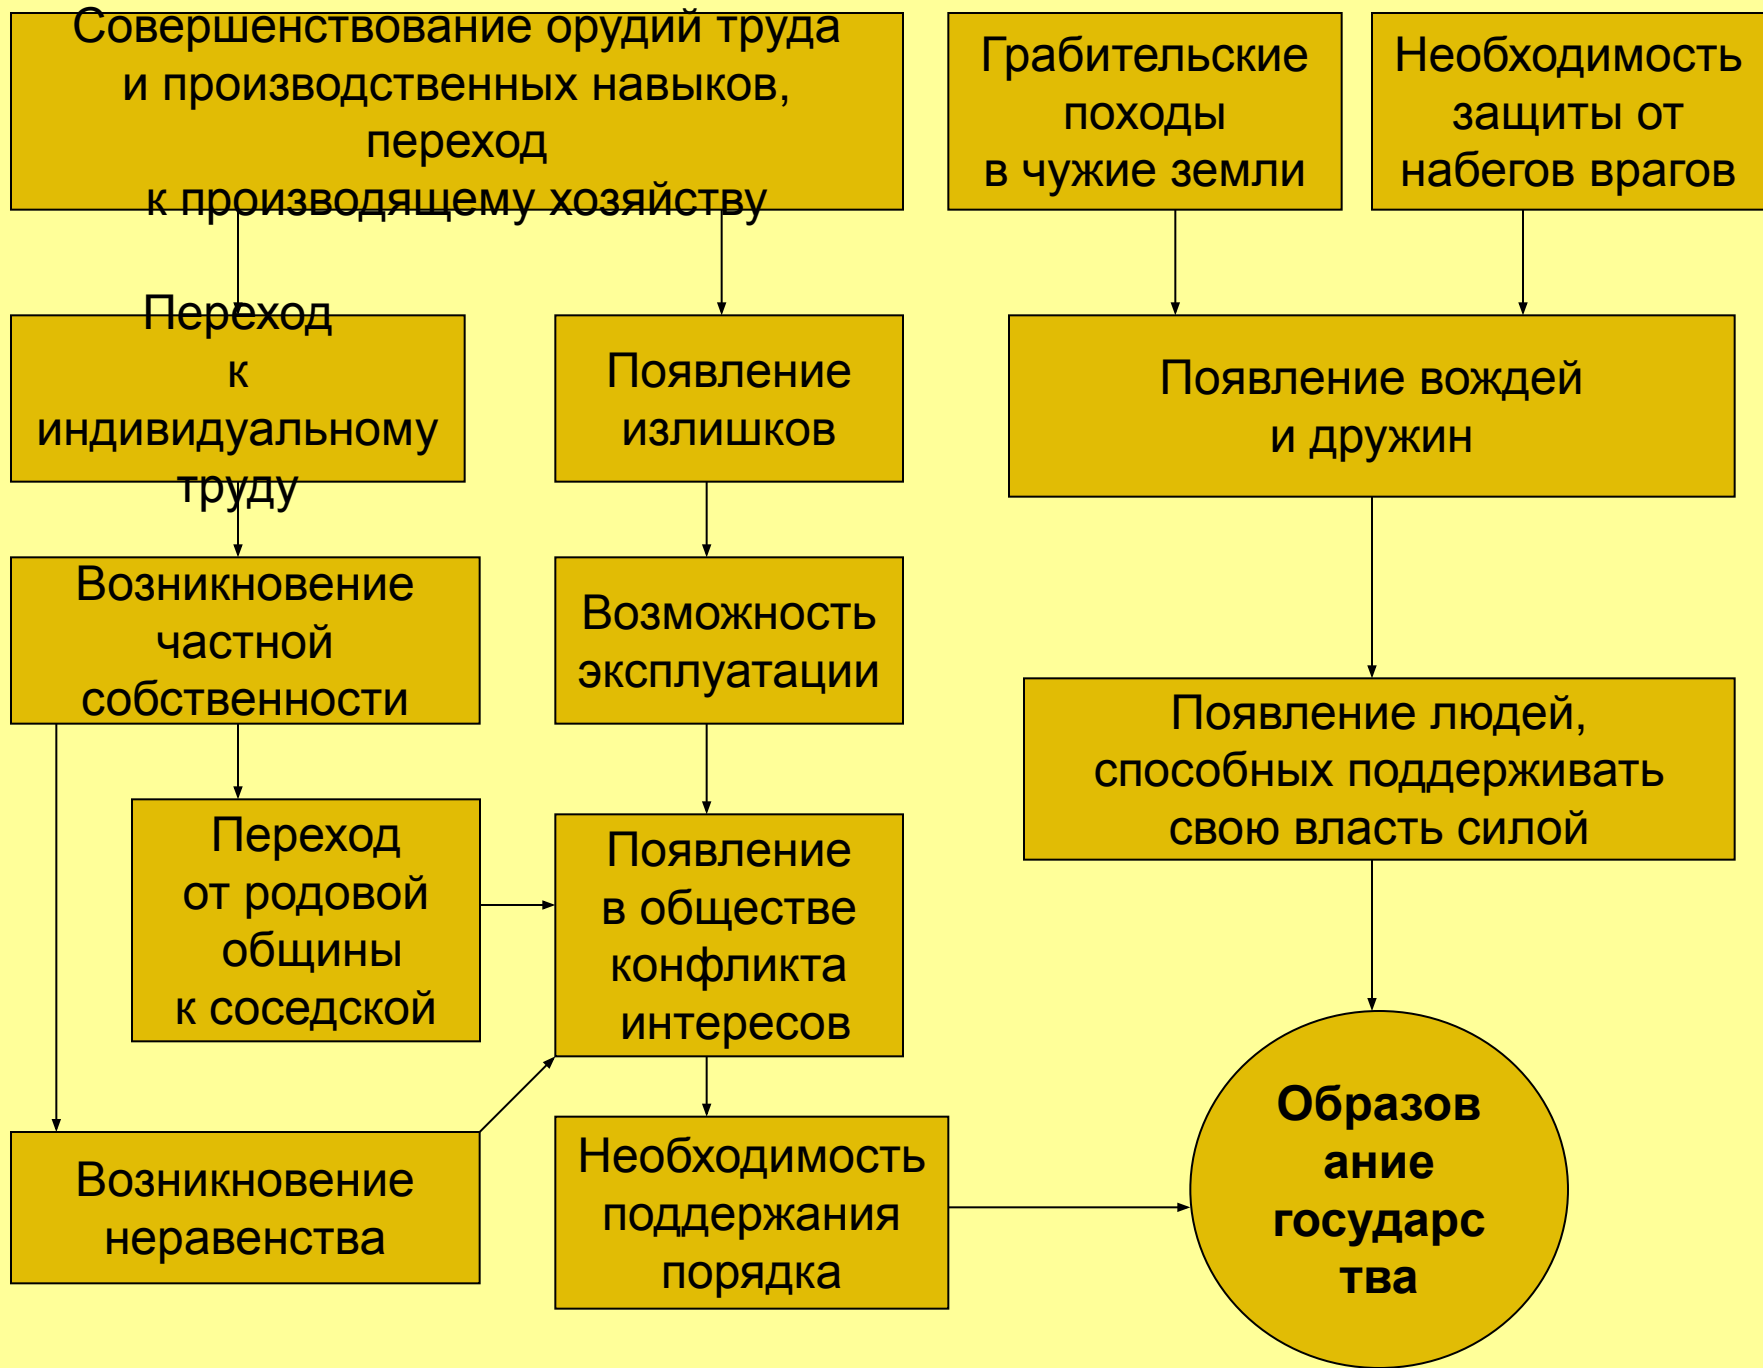 Совершенствование орудий труда
и производственных навыков,
переход
к производящему хозяйству
Грабительские
походы
в чужие земли
Необходимость
защиты от
набегов врагов
Переход
к
индивидуальному
труду
Появление
излишков
Появление вождей
и дружин
Возникновение
частной
собственности
Возможность
эксплуатации
Появление людей,
способных поддерживать
свою власть силой
Переход
от родовой
общины
к соседской
Появление
в обществе
конфликта
интересов
Возникновение
неравенства
Необходимость
поддержания
порядка
Образов
ание
государс
тва